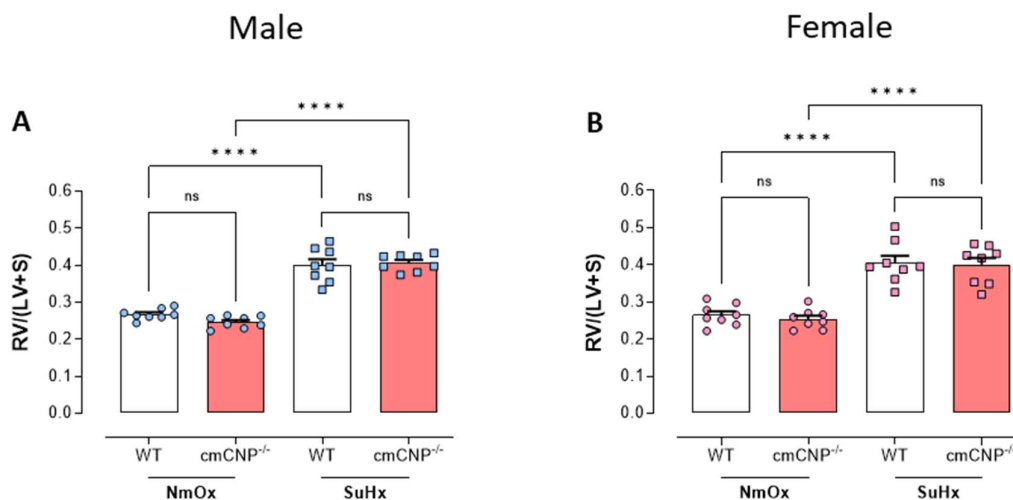 Male
Female
A
B
****
****
ns
ns
RV/(LV+S)
0.6
0.5
0.4
0.3
0.2
0.1
0.0
WT
cmCNP-/-
WT
cmCNP-/-
NmOx
SuHx
****
****
ns
ns
RV/(LV+S)
0.6
0.5
0.4
0.3
0.2
0.1
0.0
WT
cmCNP-/-
WT
cmCNP-/-
NmOx
SuHx